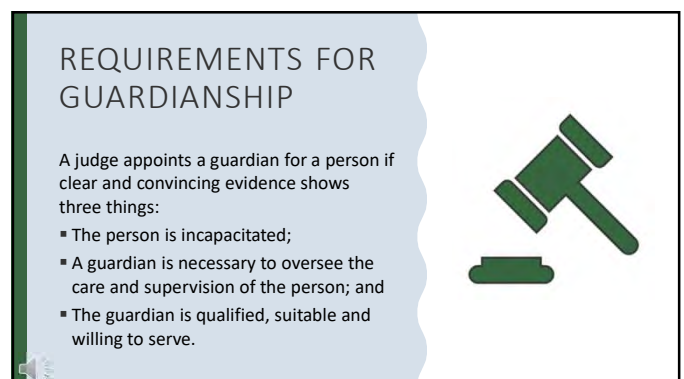 REQUIREMENTS FOR
GUARDIANSHIP
A judge appoints a guardian for a person if
clear and convincing evidence shows
three things:
▪ The person is incapacitated;
▪ A guardian is necessary to oversee the
care and supervision of the person; and
▪ The guardian is qualified, suitable and
willing to serve.